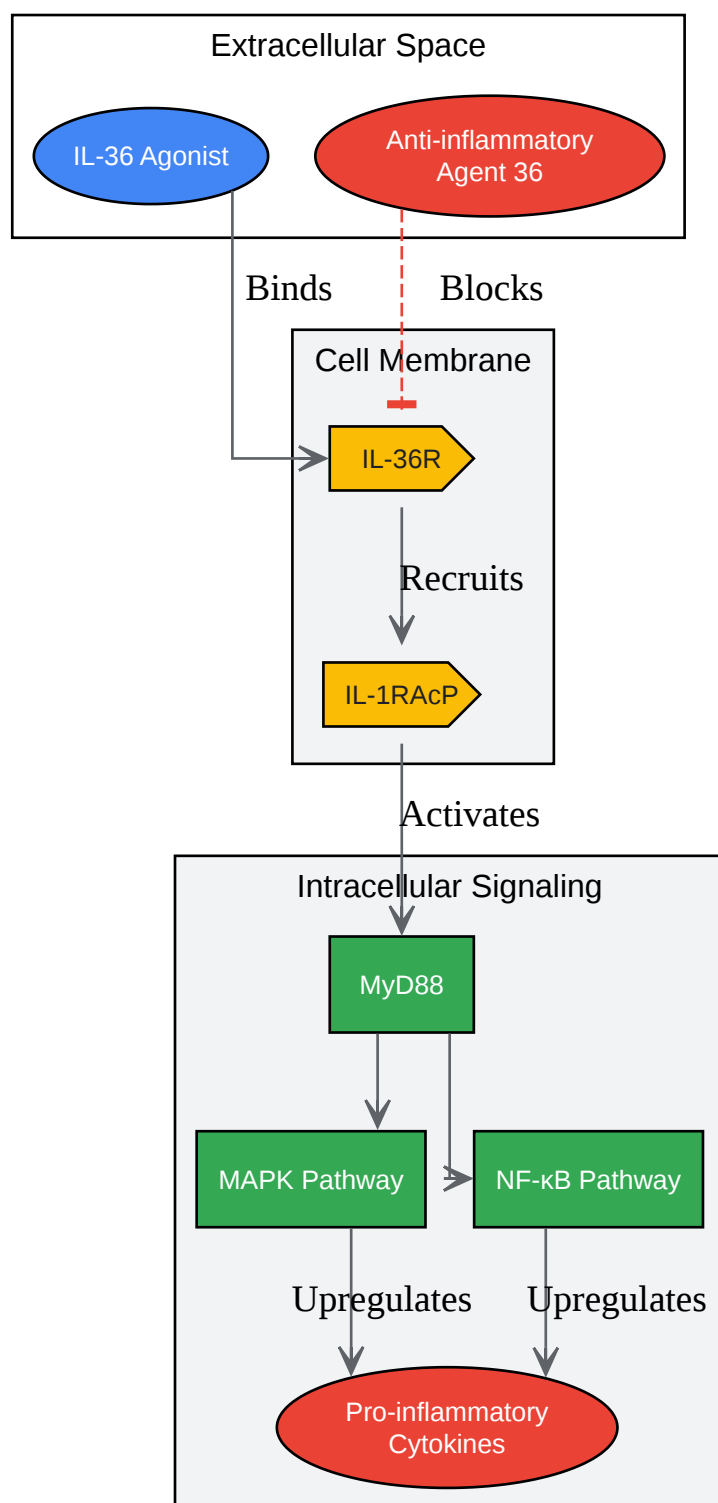 Extracellular Space
IL-36 Agonist
Anti-inflammatory
Agent 36
Binds
Blocks
Cell Membrane
IL-36R
Recruits
IL-1RAcP
Activates
Intracellular Signaling
MyD88
MAPK Pathway
NF-κB Pathway
Upregulates
Upregulates
Pro-inflammatory
Cytokines